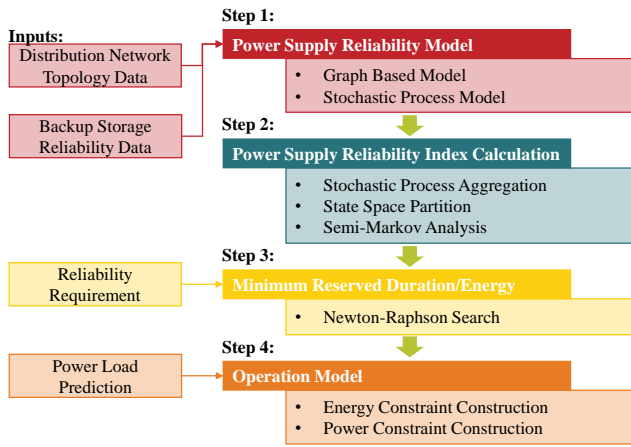 Step 1:
Inputs:
Distribution Network
Topology Data
Power Supply Reliability Model
• Graph Based Model
• Stochastic Process Model
Backup Storage
Reliability Data
Step 2:
Power Supply Reliability Index Calculation
• Stochastic Process Aggregation
• State Space Partition
• Semi-Markov Analysis
Step 3:
Reliability
Requirement
Minimum Reserved Duration/Energy
• Newton-Raphson Search
Step 4:
Power Load
Prediction
Operation Model
• Energy Constraint Construction
• Power Constraint Construction